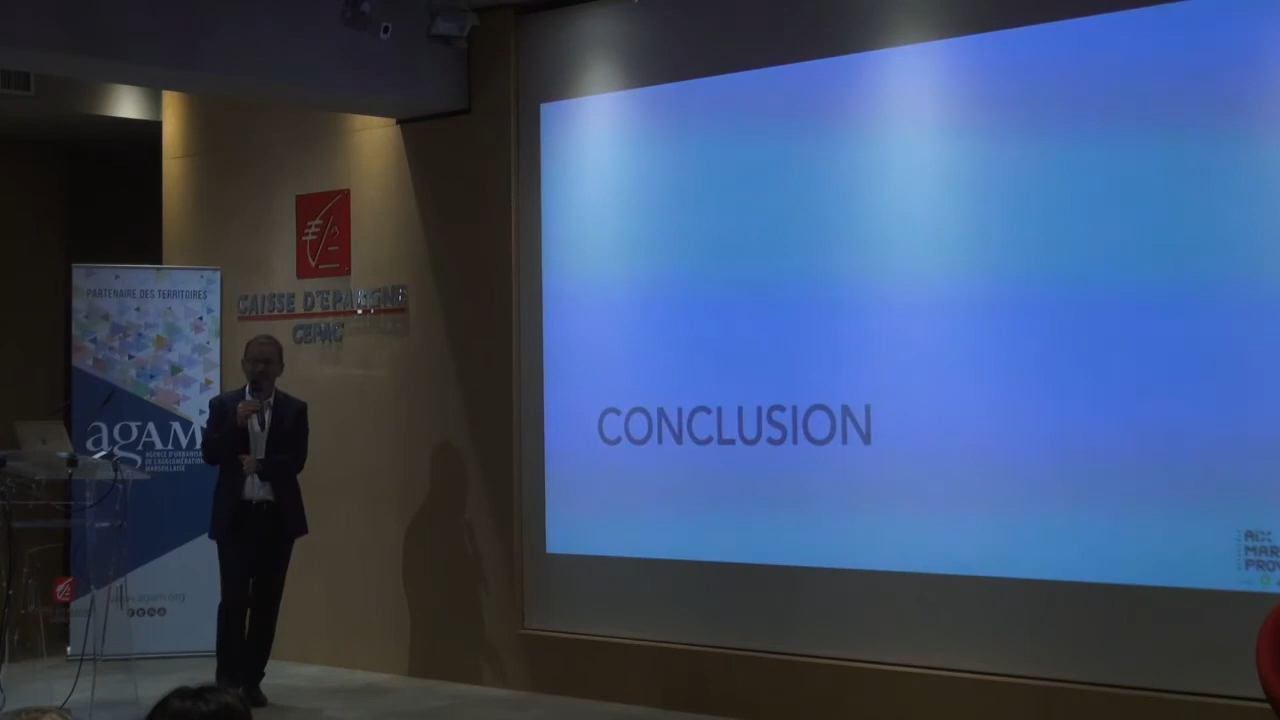 PARTENAIRE DES TERRITOIRES
CAISSE D'EPARGNE
CEPAC
agAM
AGENCE D'URBANISME
DE L'AGGLOMÉRATION
MARSEILLAISE
www.agam.org
CONCLUSION
AIX
MAR
PROV